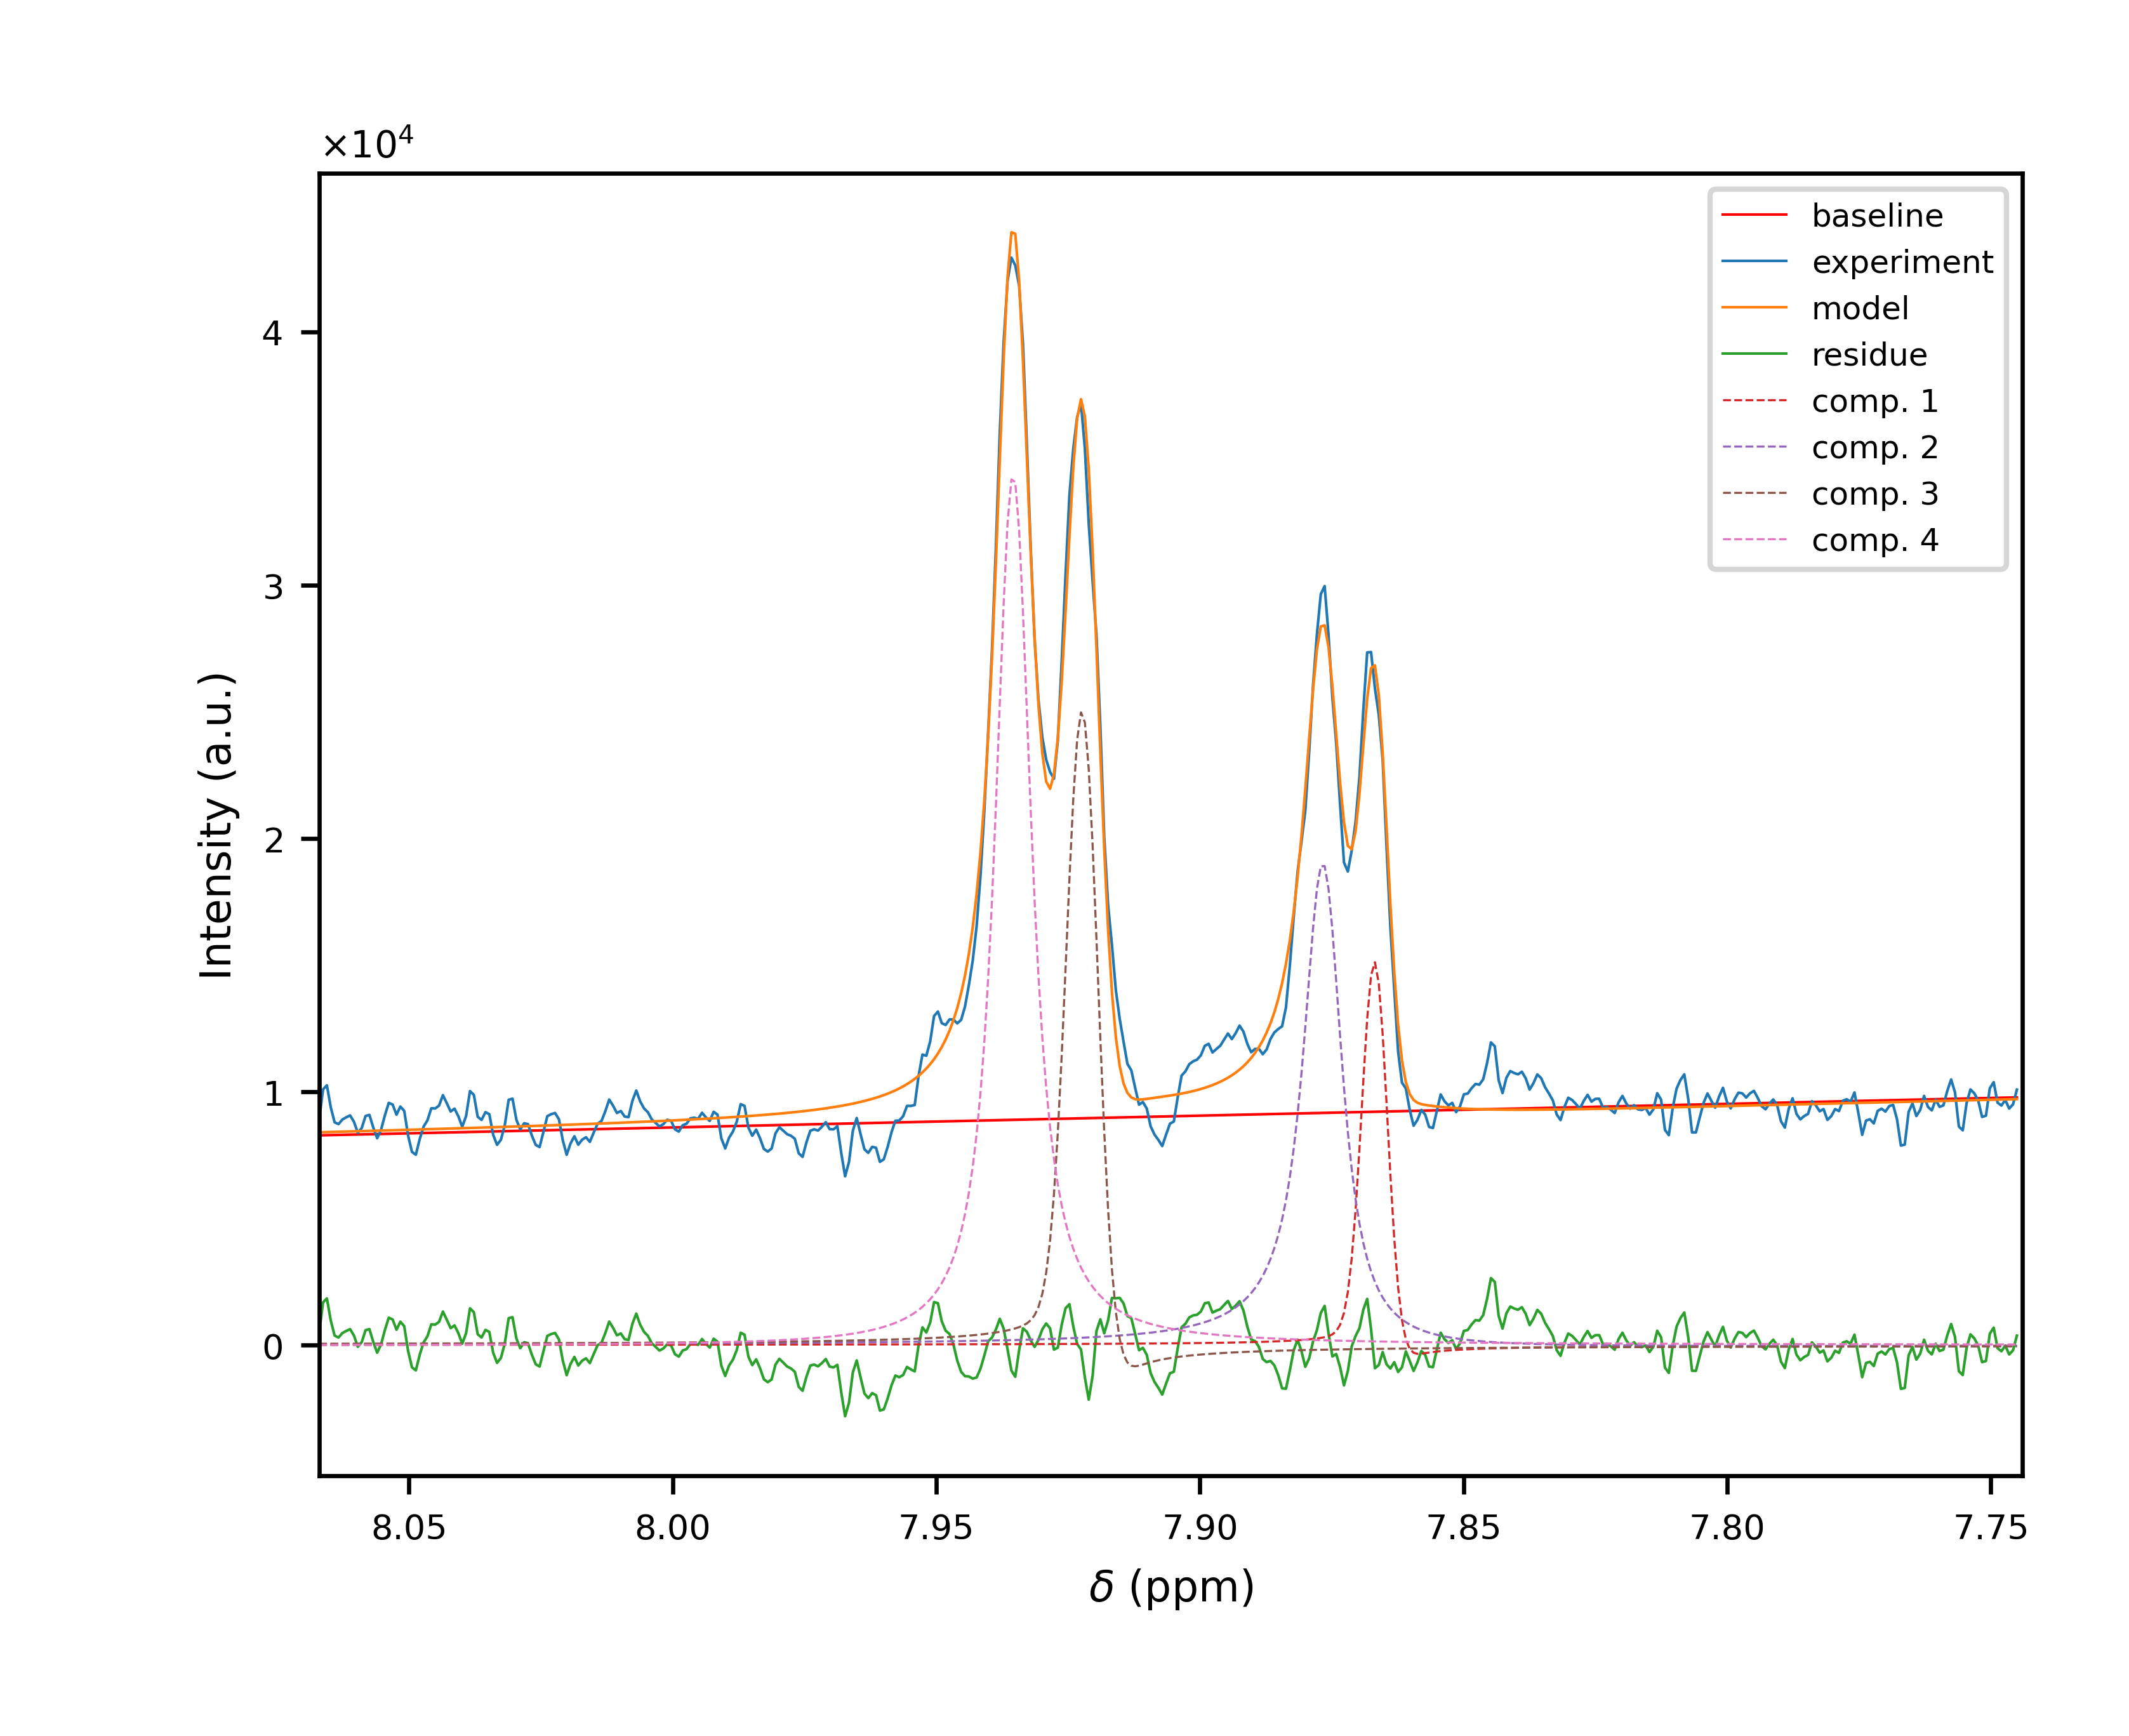 ×10⁴
Intensity (a.u.)
4
3
2
1
0
baseline
experiment
model
residue
comp. 1
comp. 2
comp. 3
comp. 4
8.05 8.00 7.95 7.90 7.85 7.80 7.75
δ (ppm)